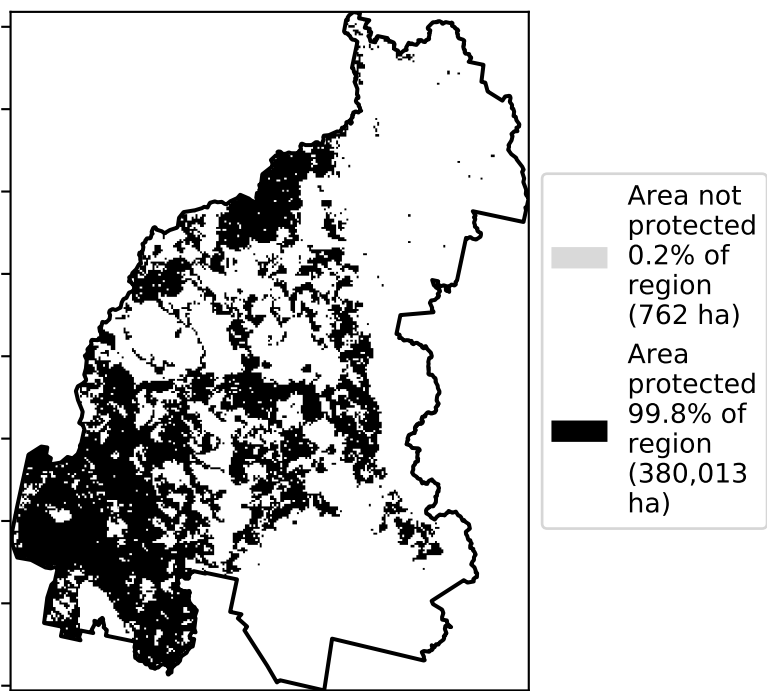 Area not
protected
0.2% of
region
(762 ha)
Area
protected
99.8% of
region
(380,013
ha)